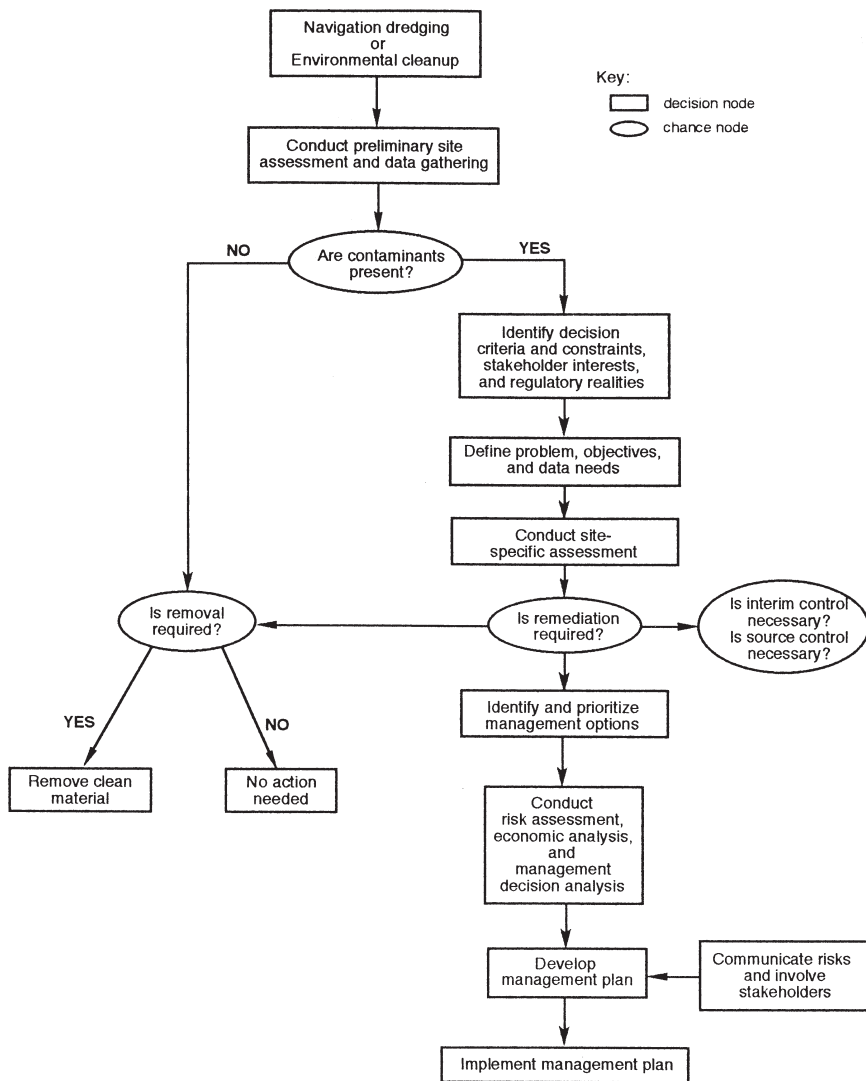 Navigation dredging
or
Environmental cleanup
Key:
decision node
chance node
Conduct preliminary site
assessment and data gathering
NO
Are contaminants
present?
YES
Identify decision
criteria and constraints,
stakeholder interests,
and regulatory realities
Define problem, objectives,
and data needs
Conduct site-
specific assessment
Is removal
required?
Is remediation
required?
Is interim control
necessary?
Is source control
necessary?
YES
NO
Remove clean
material
No action
needed
Identify and prioritize
management options
Conduct
risk assessment,
economic analysis,
and
management
decision analysis
Develop
management plan
Communicate risks
and involve
stakeholders
Implement management plan